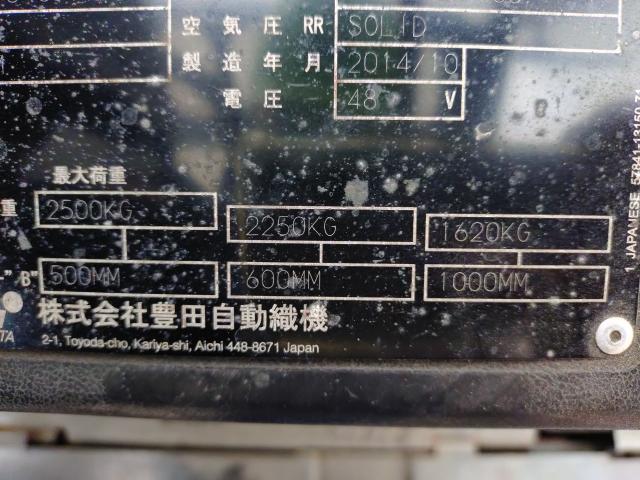 空気圧 RR SOLID
製造年月 2014/10
電圧 48 V
最大荷重
重 2500KG 2250KG 1620KG
"B" 500MM 600MM 1000MM
株式会社豊田自動織機
2-1, Toyoda-cho, Kariya-shi, Aichi 448-8671 Japan
1 JAPANESE